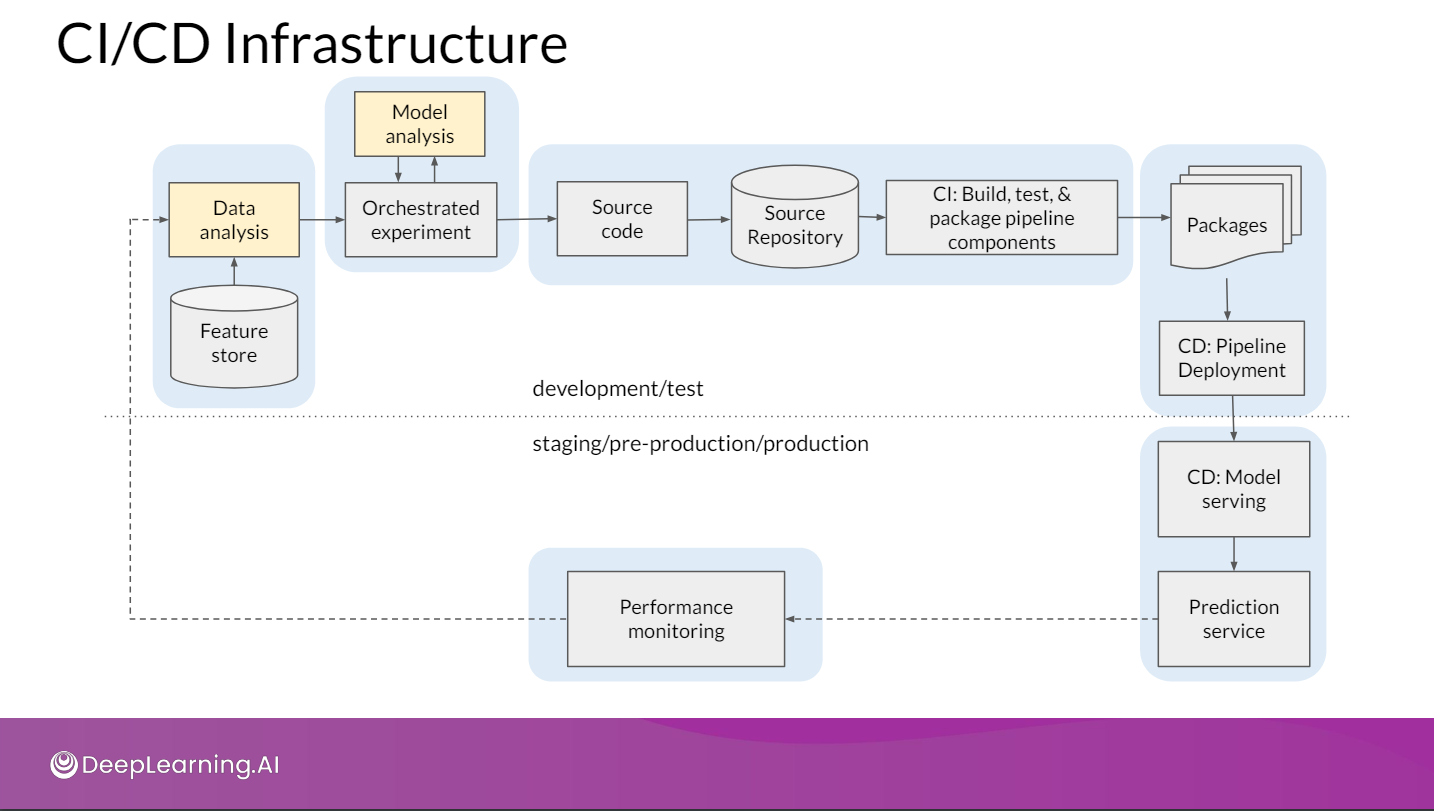 CI/CD Infrastructure
Model
analysis
Data
analysis
Orchestrated
experiment
Source
code
Source
Repository
CI: Build, test, &
package pipeline
components
Packages
Feature
store
CD: Pipeline
Deployment
development/test
staging/pre-production/production
CD: Model
serving
Performance
monitoring
Prediction
service
DeepLearning.AI